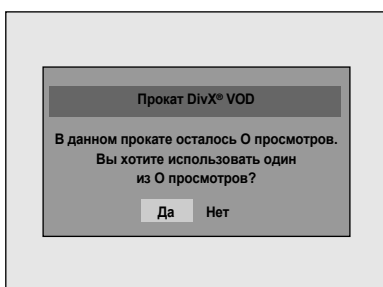 Прокат DivX® VOD
В данном прокате осталось О просмотров.
Вы хотите использовать один
из О просмотров?
Да Нет